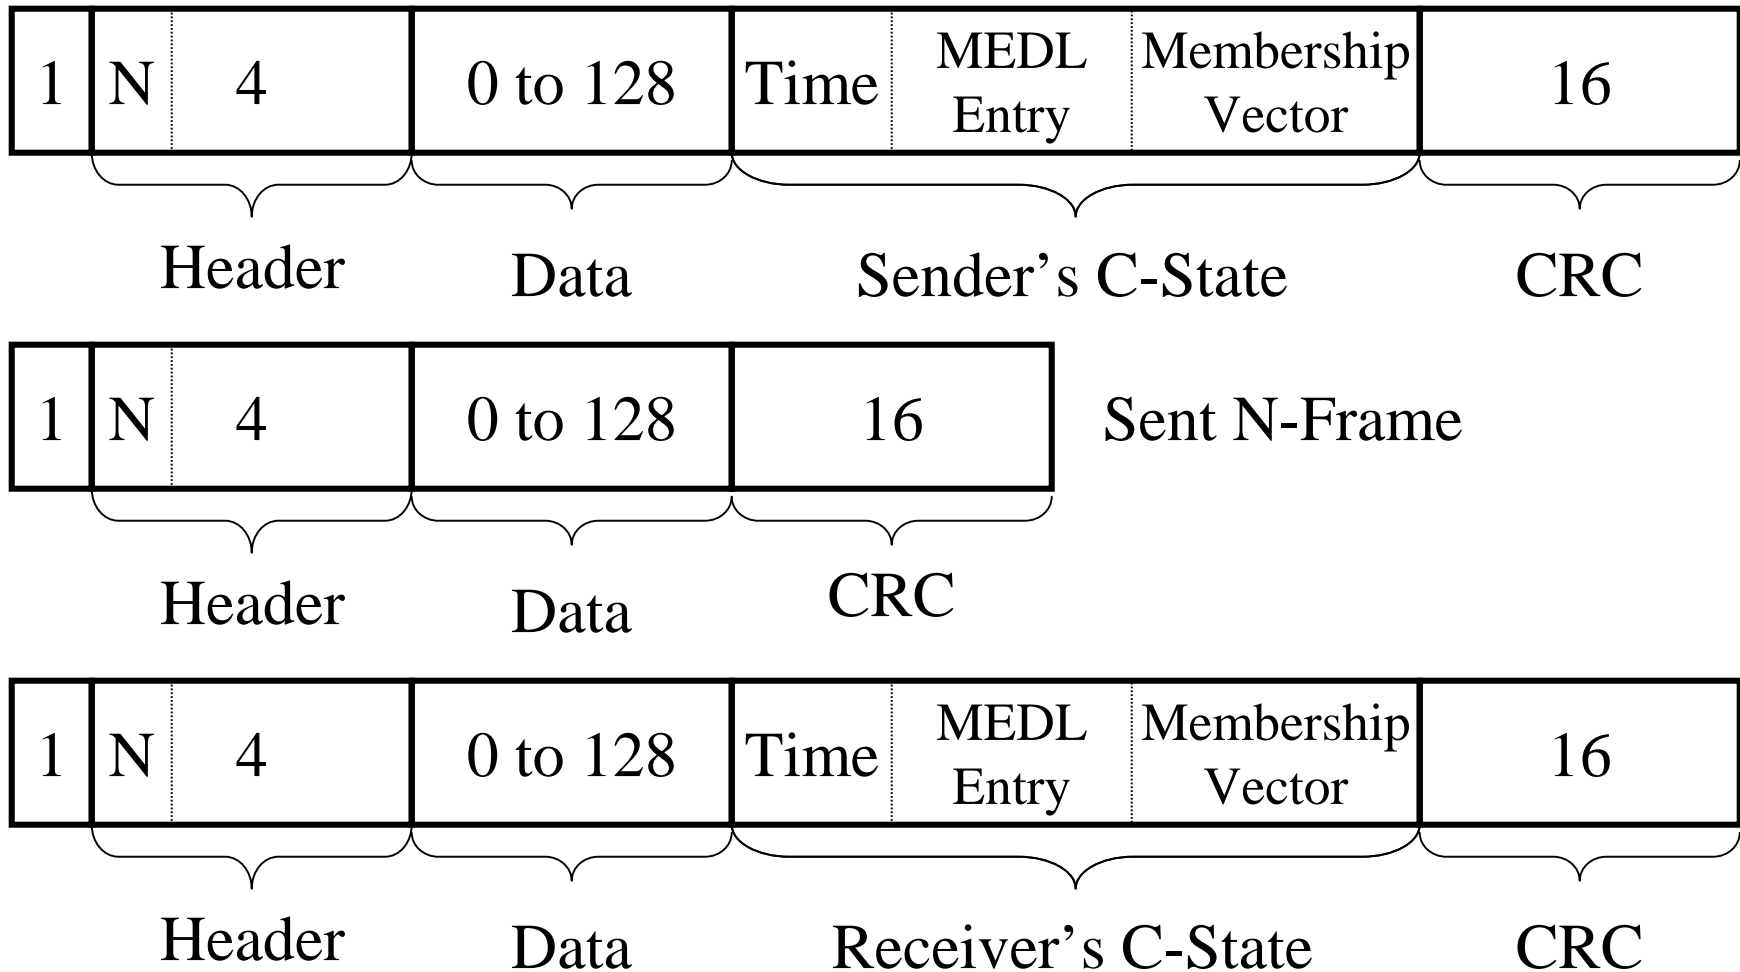 1 N 4 0 to 128 Time MEDL Entry Membership Vector 16
Header Data Sender’s C-State CRC
1 N 4 0 to 128 16 Sent N-Frame
Header Data CRC
1 N 4 0 to 128 Time MEDL Entry Membership Vector 16
Header Data Receiver’s C-State CRC